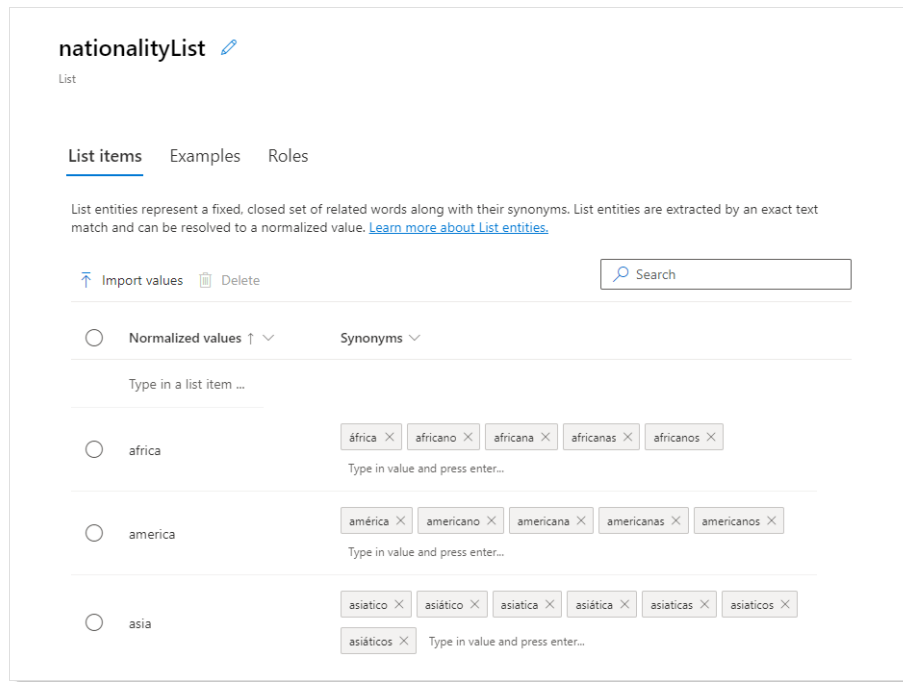 nationalityList
List
List items Examples Roles
List entities represent a fixed, closed set of related words along with their synonyms. List entities are extracted by an exact text
match and can be resolved to a normalized value. Learn more about List entities.
Import values Delete Search
Normalized values ↑ Synonyms
Type in a list item ...
africa
áfrica africano africana africanas africanos
Type in value and press enter...
america
américa americano americana americanas americanos
Type in value and press enter...
asia
asiatico asiático asiatica asiática asiaticas asiaticos
asiáticos Type in value and press enter...